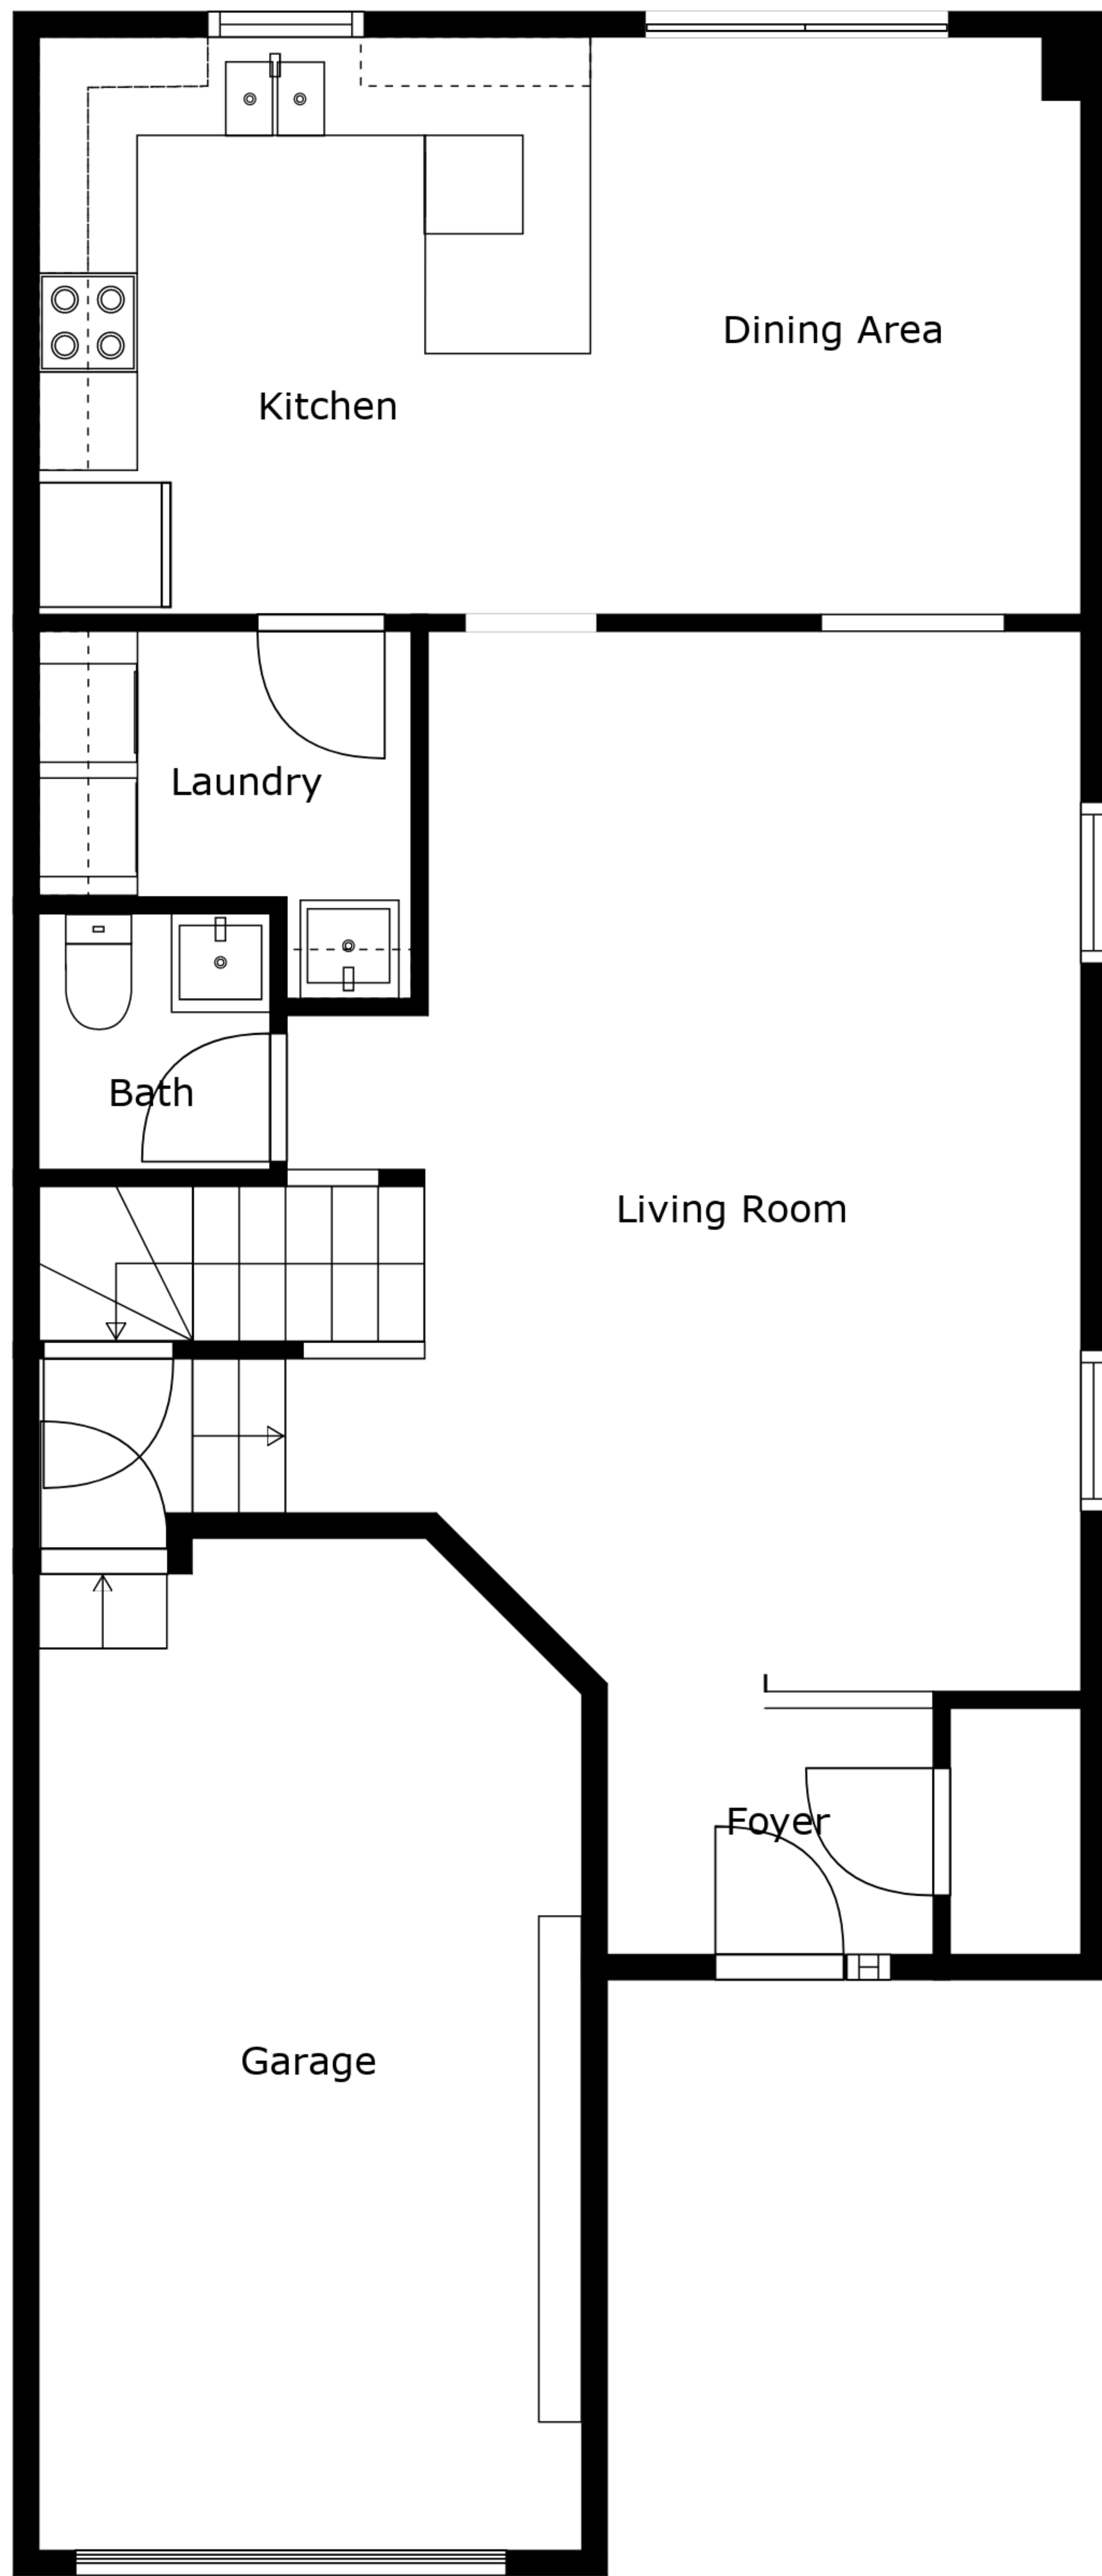 Dining Area
Kitchen
Laundry
Bath
Living Room
Foyer
Garage